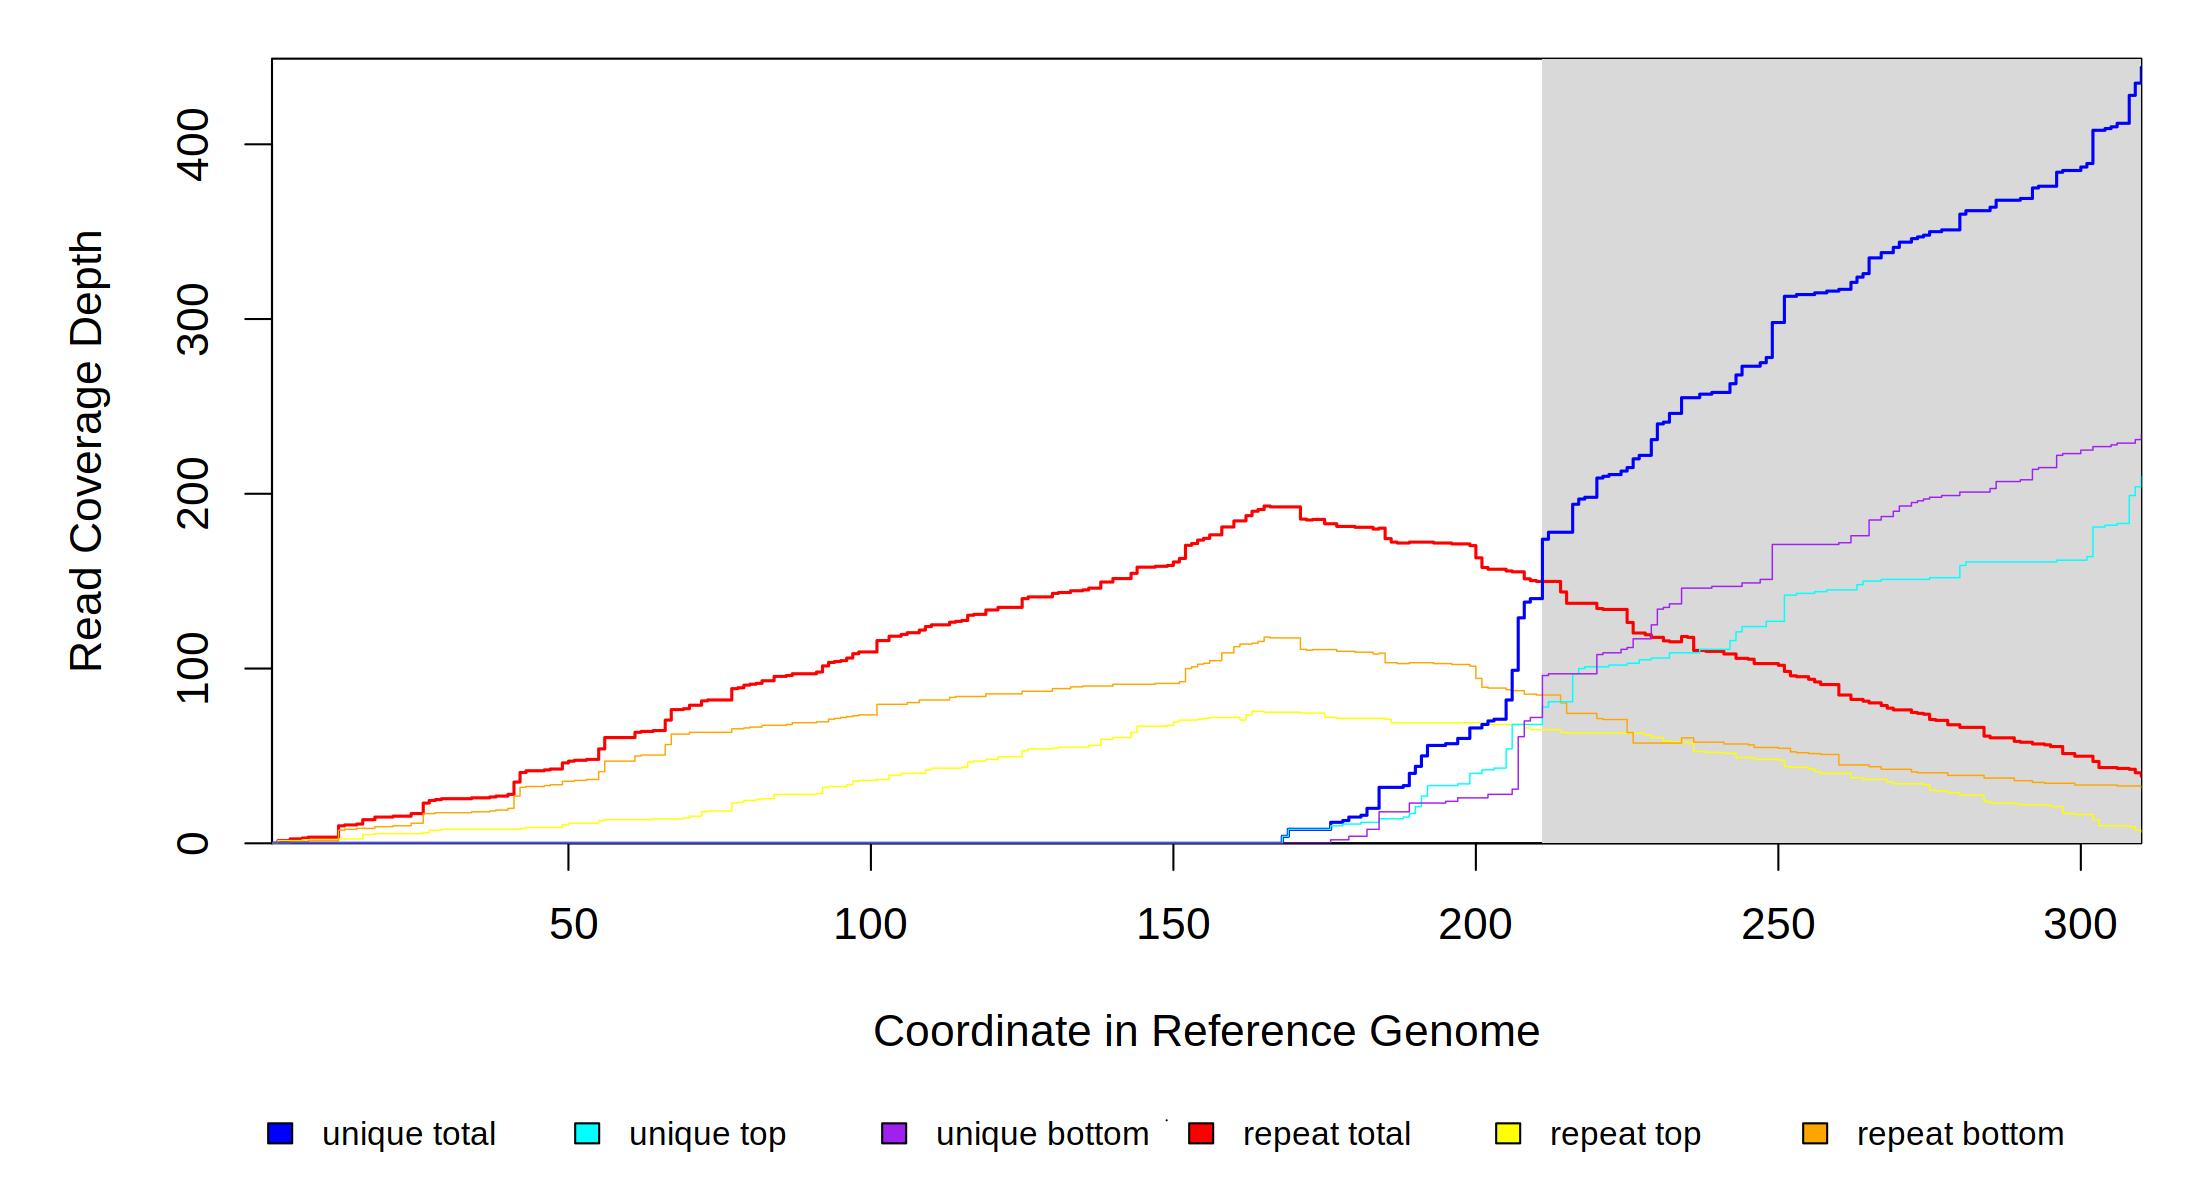 Read Coverage Depth
400
300
200
100
0
50 100 150 200 250 300
Coordinate in Reference Genome
unique total unique top unique bottom repeat total repeat top repeat bottom